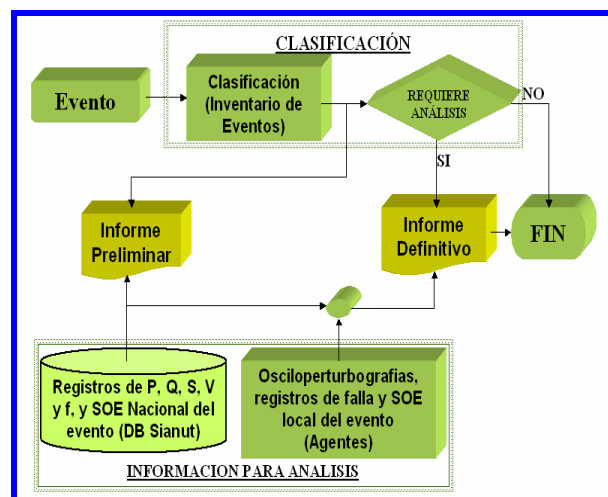 CLASIFICACIÓN
Evento
Clasificación
(Inventario de
Eventos)
REQUIERE
ANÁLISIS
NO
SI
Informe
Preliminar
Informe
Definitivo
FIN
Registros de P, Q, S, V
y f, y SOE Nacional del
evento (DB Sianut)
Osciloperturbografias,
registros de falla y SOE
local del evento
(Agentes)
INFORMACION PARA ANALISIS